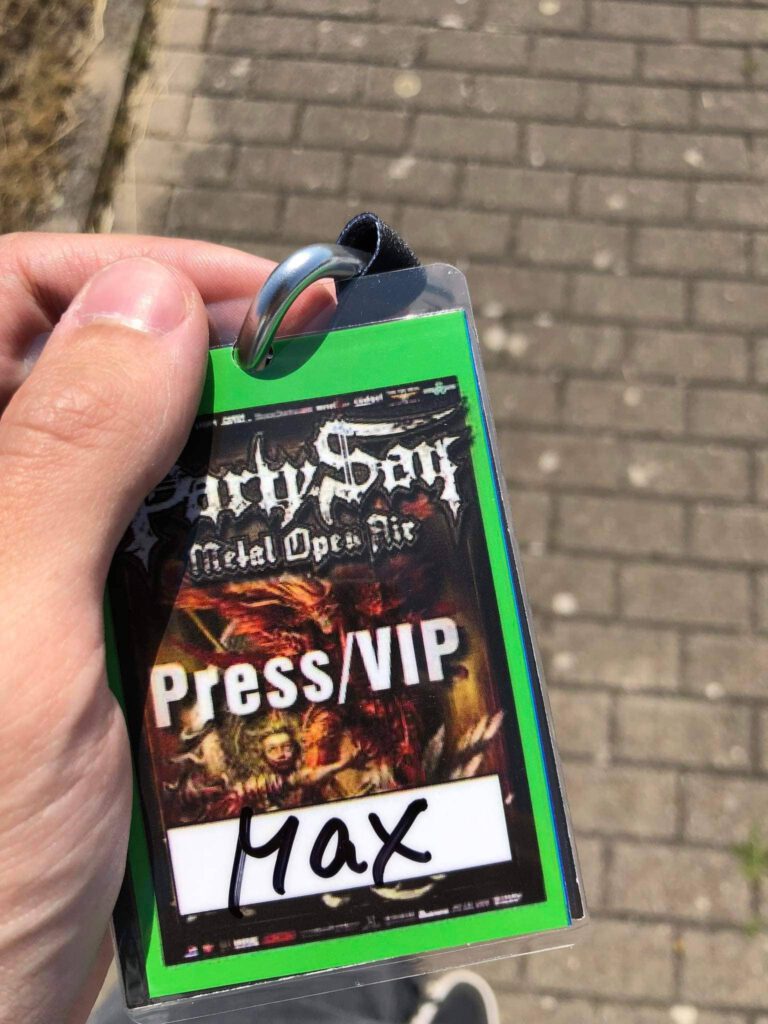 Party.San
Metal Open Air
Press/VIP
Max